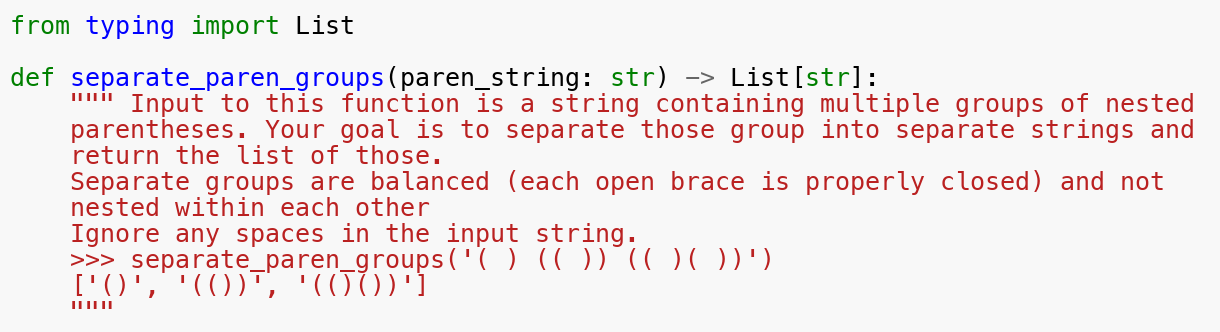 from typing import List

def separate_paren_groups(paren_string: str) -> List[str]:
    """ Input to this function is a string containing multiple groups of nested
    parentheses. Your goal is to separate those group into separate strings and
    return the list of those.
    Separate groups are balanced (each open brace is properly closed) and not
    nested within each other
    Ignore any spaces in the input string.
    >>> separate_paren_groups('( ) (( )) (( )( ))')
    ['()', '(())', '(()())']
    """